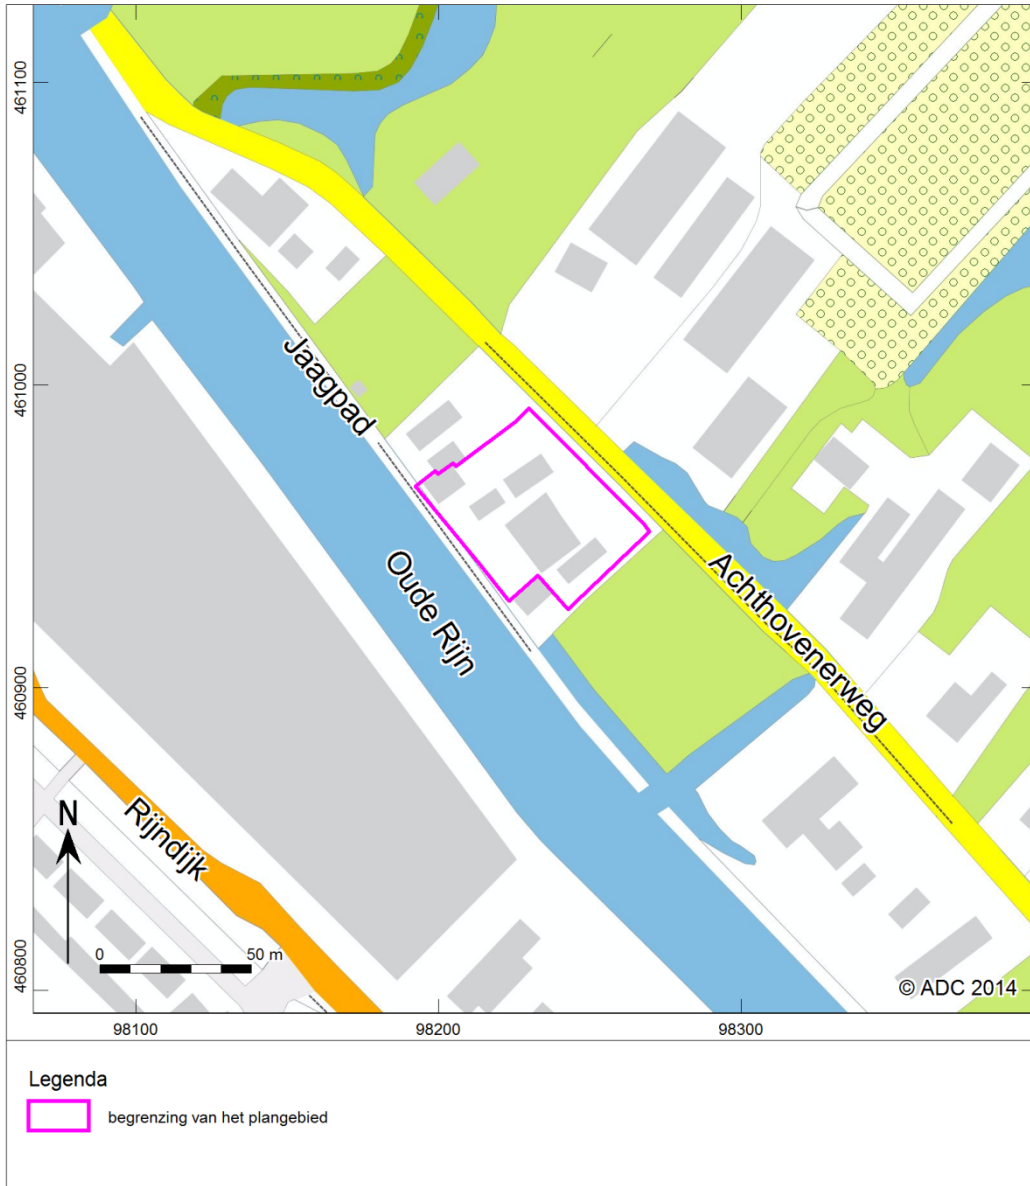 461100
461000
460900
460800
Jaagpad
Oude Rijn
Achthovenerweg
Rijndijk
N
0 50 m
© ADC 2014
98100 98200 98300
Legenda
begrenzing van het plangebied